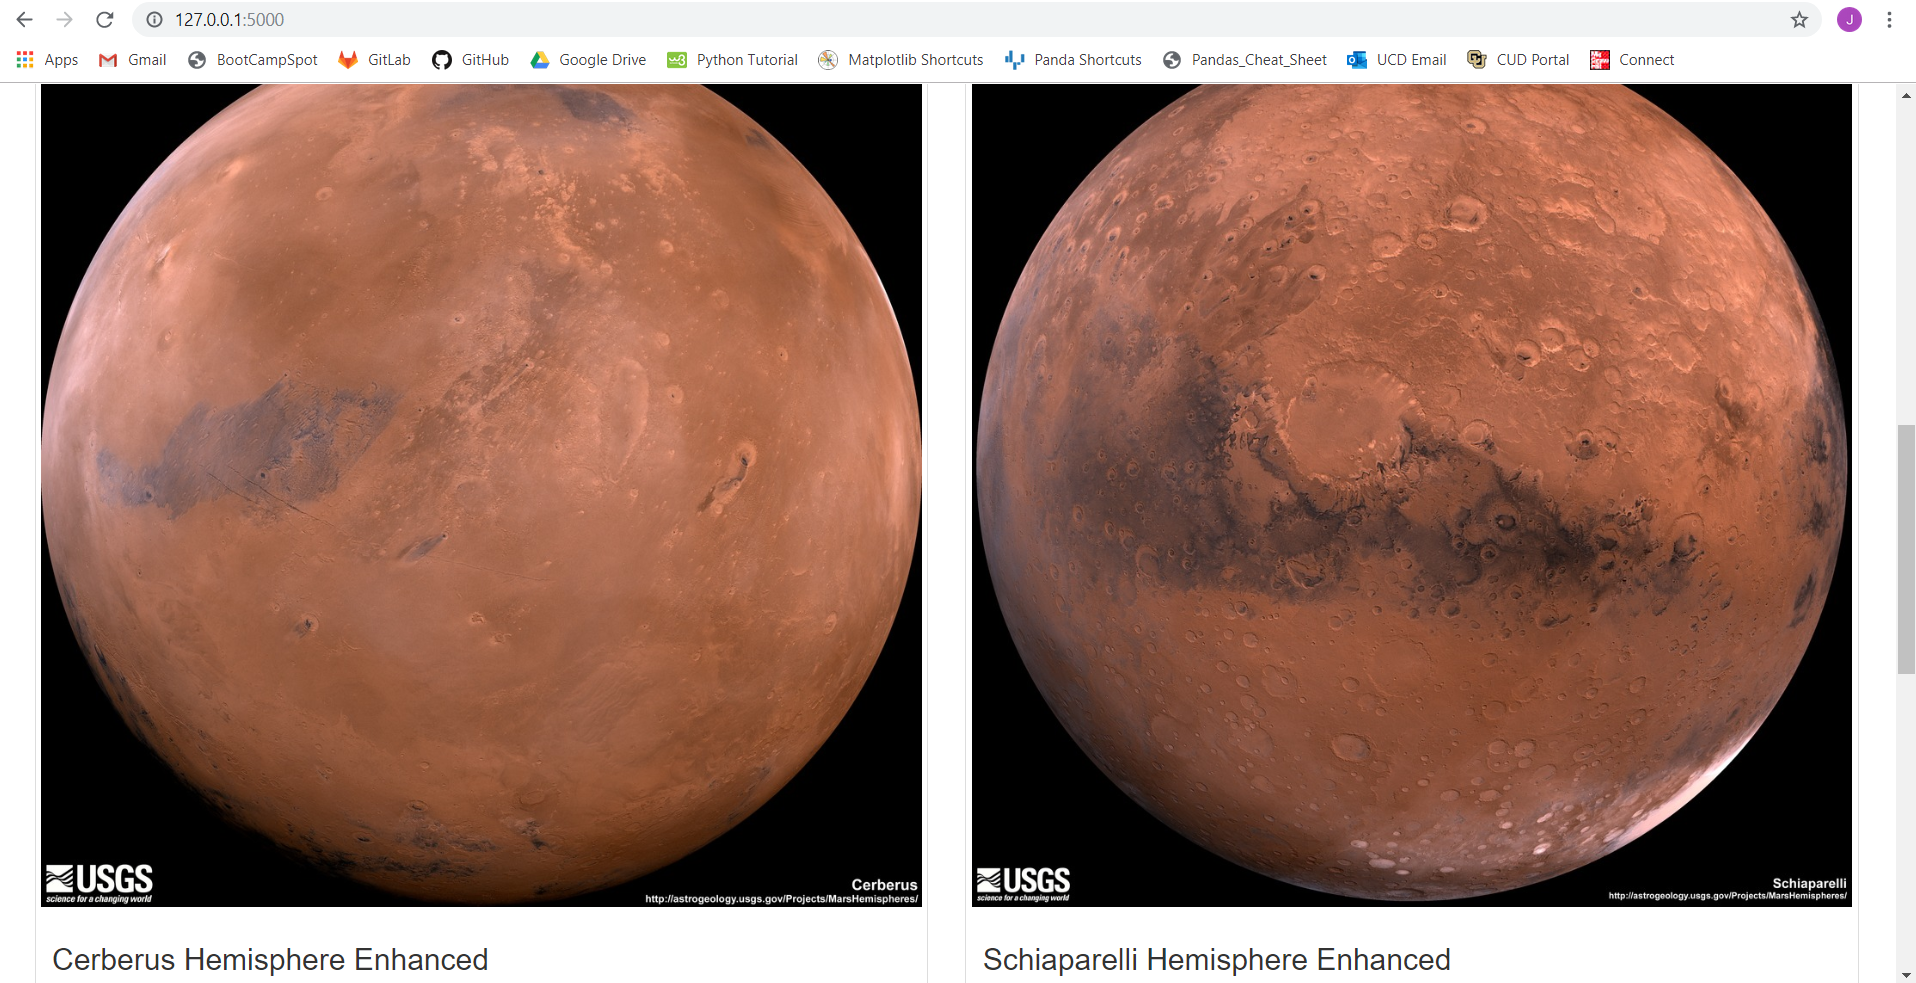 127.0.0.1:5000
J
Apps Gmail BootCampSpot GitLab GitHub Google Drive w3 Python Tutorial Matplotlib Shortcuts Panda Shortcuts Pandas_Cheat_Sheet UCD Email CUD Portal Connect
USGS
science for a changing world
Cerberus
http://astrogeology.usgs.gov/Projects/MarsHemispheres/
USGS
science for a changing world
Schiaparelli
http://astrogeology.usgs.gov/Projects/MarsHemispheres/
Cerberus Hemisphere Enhanced
Schiaparelli Hemisphere Enhanced